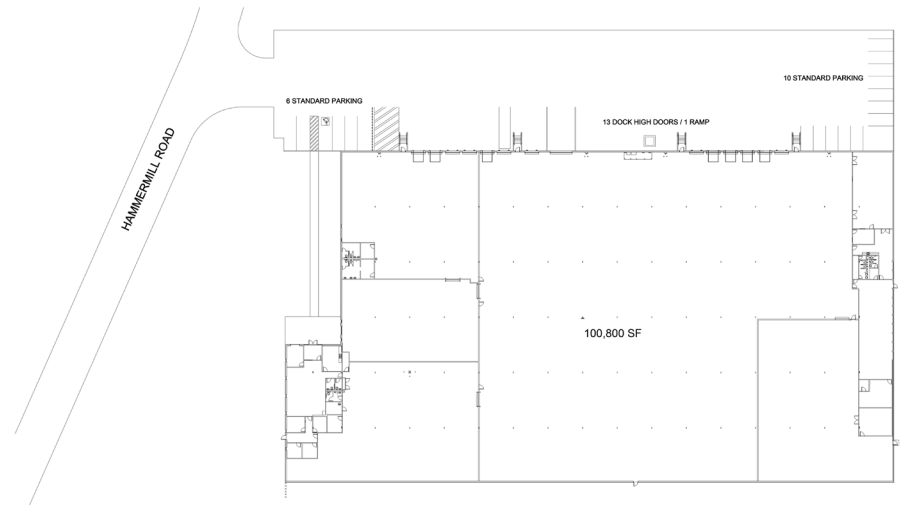 10 STANDARD PARKING
6 STANDARD PARKING
13 DOCK HIGH DOORS / 1 RAMP
HAMMERMILL ROAD
100,800 SF